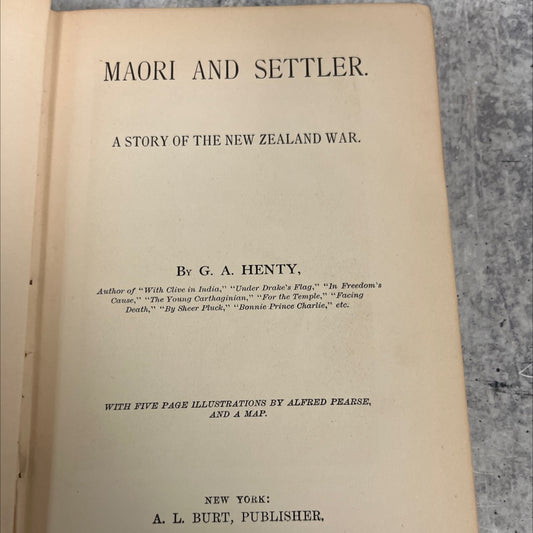 MAORI AND SETTLER.
A STORY OF THE NEW ZEALAND WAR.
BY G. A. HENTY,
Author of "With Clive in India," "Under Drake's Flag," "In Freedom's
Cause," "The Young Carthaginian," "For the Temple," "Facing
Death," "By Sheer Pluck," "Bonnie Prince Charlie," etc.
WITH FIVE PAGE ILLUSTRATIONS BY ALFRED PEARSE,
AND A MAP.
NEW YORK:
A. L. BURT, PUBLISHER.